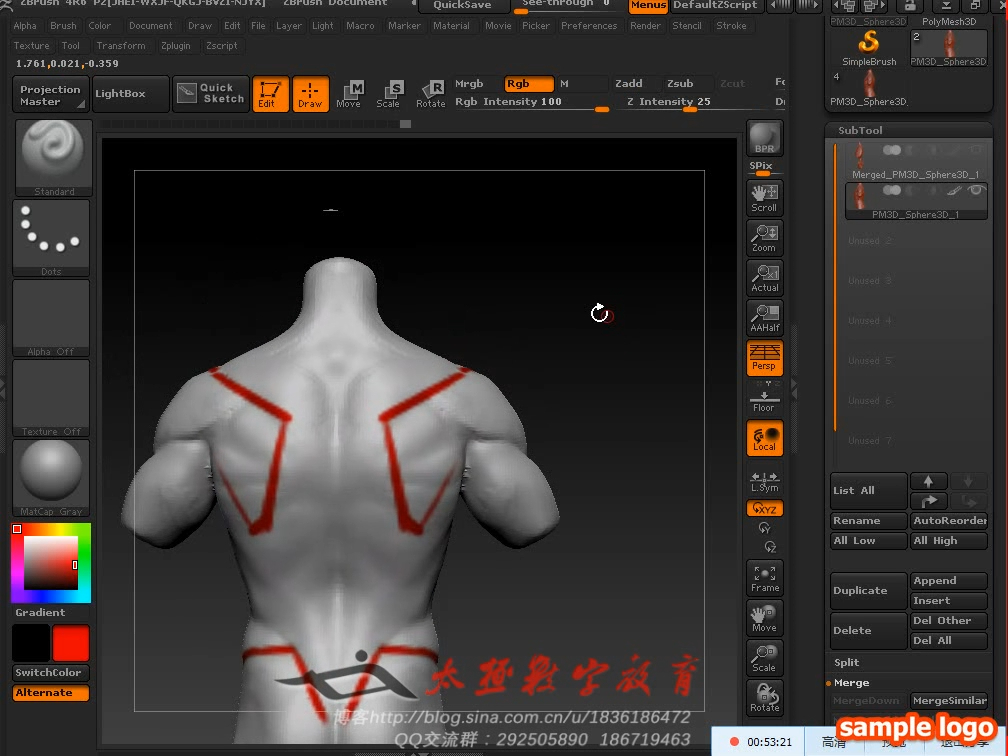 ZBrush Document
QuickSave
See-through 0
Menus
DefaultZScript
Alpha Brush Color Document Draw Edit File Layer Light Macro Marker Material Movie Picker Preferences Render Stencil Stroke
Texture Tool Transform Zplugin Zscript
1.761,0.021,-0.359
Projection Master
LightBox
Quick Sketch
Edit
Draw
Move
Scale
Rotate
Mrgb Rgb M Zadd Zsub Zcut
Rgb Intensity 100 Z Intensity 25
Standard
Dots
Alpha Off
Texture Off
MatCap Gray
Gradient
SwitchColor
Alternate
BPR
SPix
Scroll
Zoom
Actual
AAHalf
Persp
Floor
Local
L.Sym
XYZ
Frame
Move
Scale
Rotate
PM3D_Sphere3D PolyMesh3D
SimpleBrush
2
PM3D_Sphere3D
4
PM3D_Sphere3D
SubTool
Merged_PM3D_Sphere3D_1
PM3D_Sphere3D_1
Unused 2
Unused 3
Unused 4
Unused 5
Unused 6
Unused 7
List All
Rename AutoReorder
All Low All High
Duplicate
Append
Insert
Delete
Del Other
Del All
Split
Merge
MergeDown MergeSimilar
太极数字教育
博客http://blog.sina.com.cn/u/1836186472
QQ交流群: 292505890 186719463
00:53:21
高清
sample logo